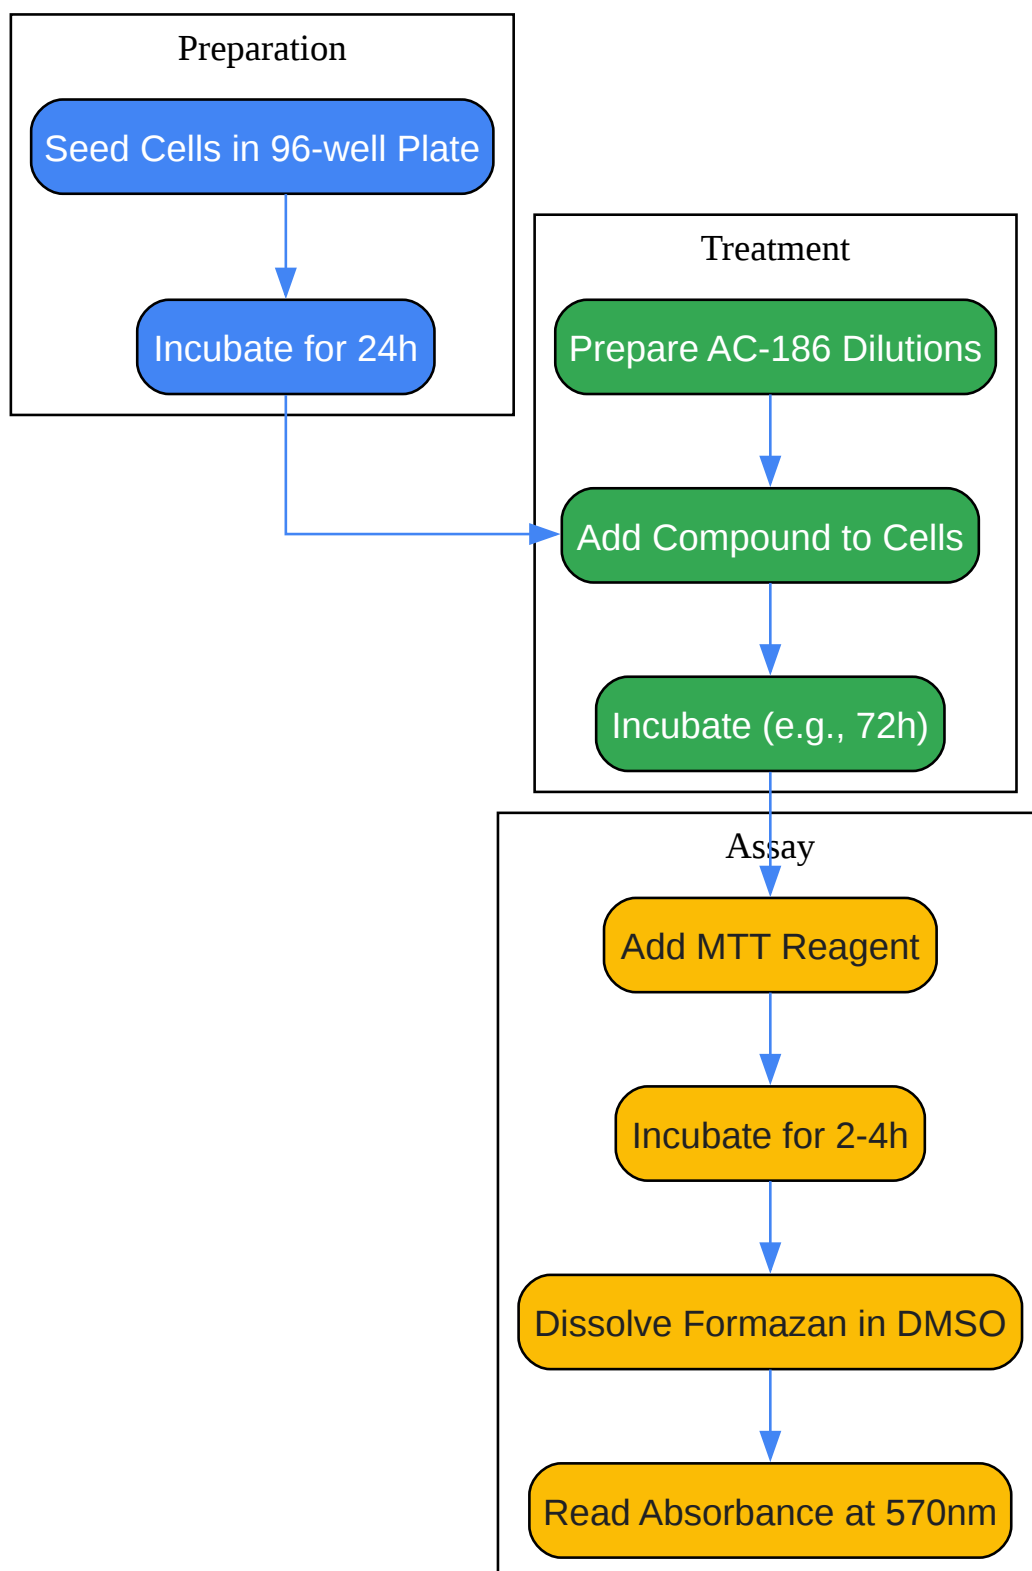 Preparation
Seed Cells in 96-well Plate
Incubate for 24h
Treatment
Prepare AC-186 Dilutions
Add Compound to Cells
Incubate (e.g., 72h)
Assay
Add MTT Reagent
Incubate for 2-4h
Dissolve Formazan in DMSO
Read Absorbance at 570nm